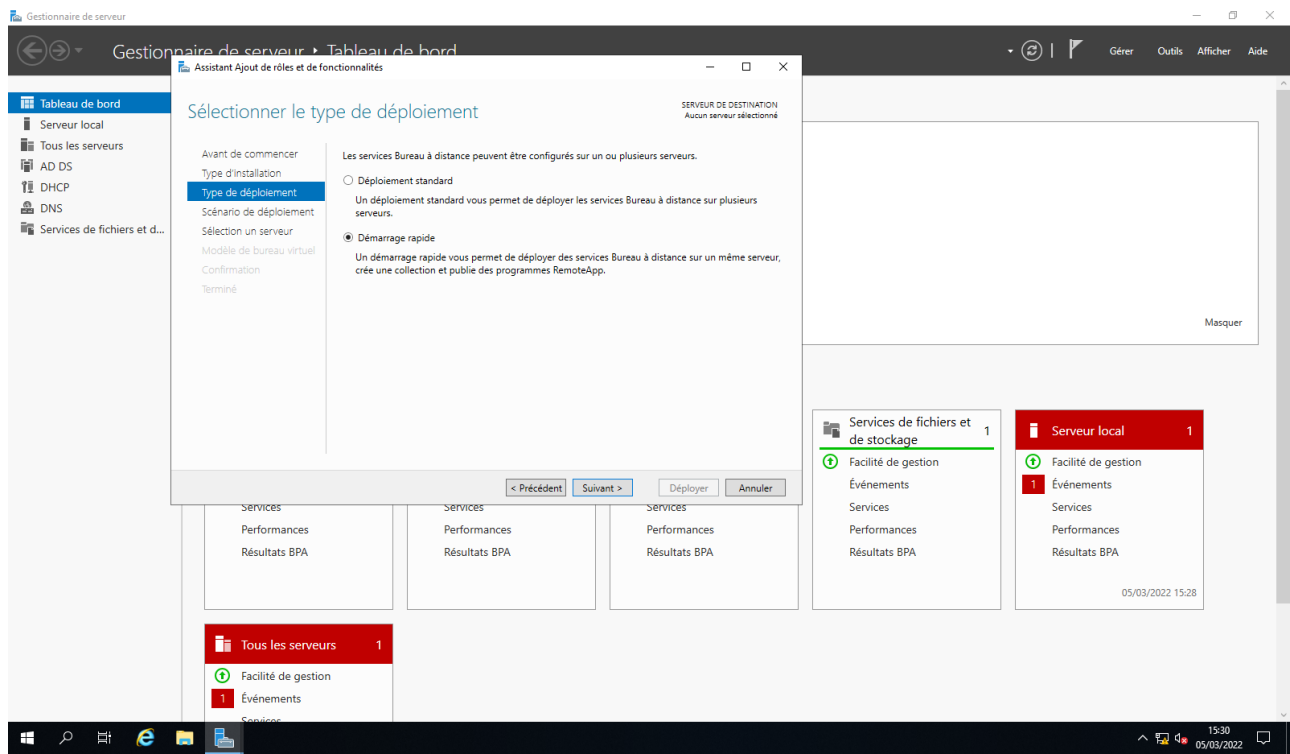 Gestionnaire de serveur
Gestionnaire de serveur • Tableau de bord
Gérer Outils Afficher Aide
Tableau de bord
Serveur local
Tous les serveurs
AD DS
DHCP
DNS
Services de fichiers et d...
Assistant Ajout de rôles et de fonctionnalités
Sélectionner le type de déploiement
SERVEUR DE DESTINATION
Aucun serveur sélectionné
Avant de commencer
Type d'installation
Type de déploiement
Scénario de déploiement
Sélection un serveur
Modèle de bureau virtuel
Confirmation
Terminé
Les services Bureau à distance peuvent être configurés sur un ou plusieurs serveurs.
Déploiement standard
Un déploiement standard vous permet de déployer les services Bureau à distance sur plusieurs
serveurs.
Démarrage rapide
Un démarrage rapide vous permet de déployer des services Bureau à distance sur un même serveur,
crée une collection et publie des programmes RemoteApp.
< Précédent Suivant > Déployer Annuler
Masquer
Services
Performances
Résultats BPA
Services
Performances
Résultats BPA
Services
Performances
Résultats BPA
Services de fichiers et
de stockage
1
Facilité de gestion
Événements
Services
Performances
Résultats BPA
Serveur local 1
Facilité de gestion
1 Événements
Services
Performances
Résultats BPA
05/03/2022 15:28
Tous les serveurs 1
Facilité de gestion
1 Événements
Services
15:30
05/03/2022